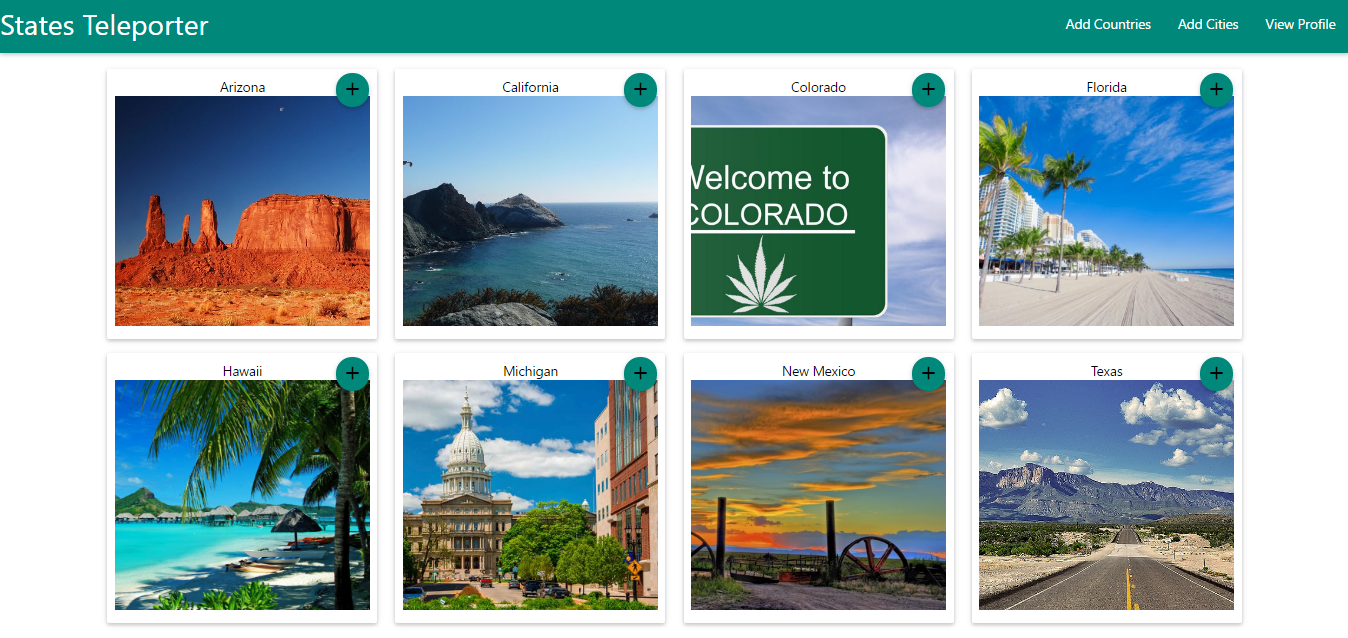 States Teleporter
Add Countries
Add Cities
View Profile
Arizona
California
Colorado
Florida
Welcome to
COLORADO
Hawaii
Michigan
New Mexico
Texas